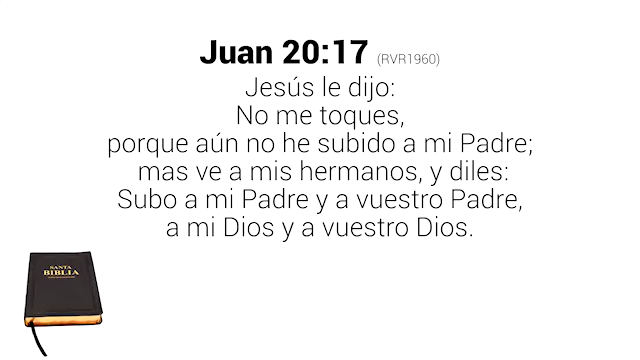 Juan 20:17 (RVR1960)
Jesús le dijo:
No me toques,
porque aún no he subido a mi Padre;
mas ve a mis hermanos, y diles:
Subo a mi Padre y a vuestro Padre,
a mi Dios y a vuestro Dios.
SANTA
BIBLIA